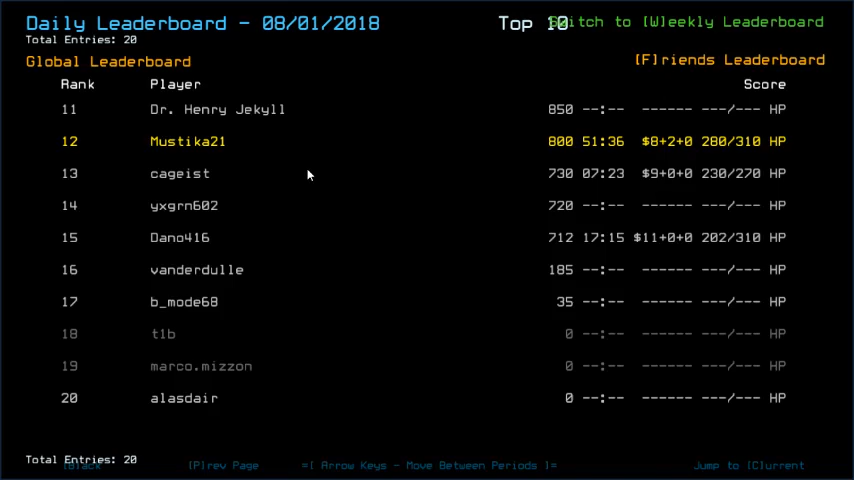 Daily Leaderboard - 08/01/2018 Top 10 Switch to [W]eekly Leaderboard
Total Entries: 20
Global Leaderboard [F]riends Leaderboard
Rank Player Score
11 Dr. Henry Jekyll 850 --:-- ------ ---/--- HP
12 Mustika21 800 51:36 $8+2+0 280/310 HP
13 cageist 730 07:23 $9+0+0 230/270 HP
14 yxgrn602 720 --:-- ------ ---/--- HP
15 Dano416 712 17:15 $11+0+0 202/310 HP
16 vanderdulle 185 --:-- ------ ---/--- HP
17 b_mode68 35 --:-- ------ ---/--- HP
18 t1b 0 --:-- ------ ---/--- HP
19 marco.mizzon 0 --:-- ------ ---/--- HP
20 alasdair 0 --:-- ------ ---/--- HP
Total Entries: 20
[B]ack [P]rev Page =[ Arrow Keys - Move Between Periods ]= Jump to [C]urrent